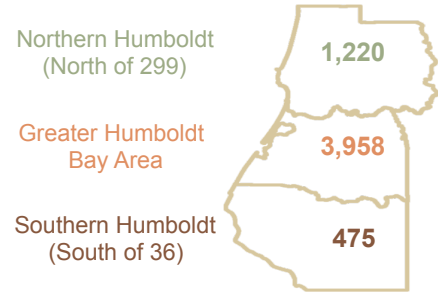 Northern Humboldt
(North of 299)
1,220
Greater Humboldt
Bay Area
3,958
Southern Humboldt
(South of 36)
475